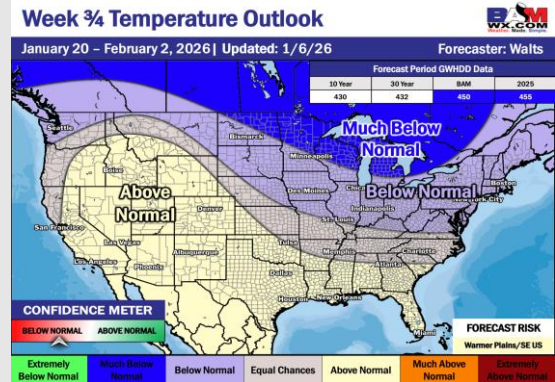 Week ¾ Temperature Outlook
BAM
WX.COM
Weather Made. Simple.
January 20 – February 2, 2026| Updated: 1/6/26
Forecaster: Walts
Forecast Period GWHDD Data
10 Year 30 Year BAM 2025
430 432 450 455
Seattle
Bismarck
Much Below
Normal
Minneapolis
Boise
Above
Normal
Des Moines
Chic
Below Normal
Boston
New York City
Denver
Indianapolis
St. Louis
San Francisco
Las Vegas
Tulsa
Memphis
Charlotte
Los Angeles
Phoenix
Albuquerque
Atlanta
Dallas
Houston
New Orleans
Miami
CONFIDENCE METER
BELOW NORMAL ABOVE NORMAL
FORECAST RISK
Warmer Plains/SE US
Extremely
Below Normal
Much Below
Normal
Below Normal
Equal Chances
Above Normal
Much Above
Normal
Extremely
Above Normal